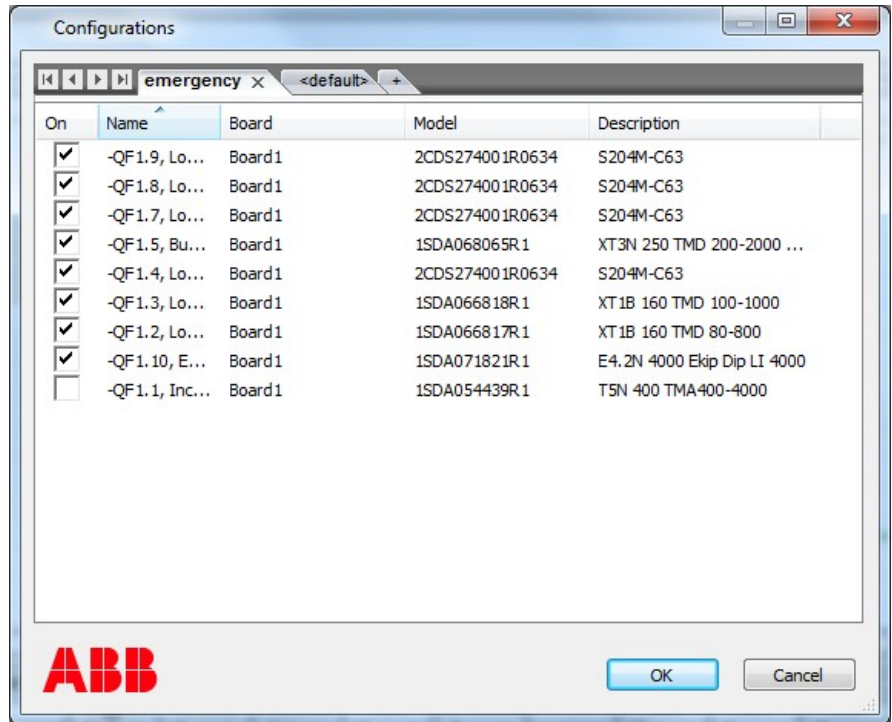 Configurations
emergency <default> +
On Name Board Model Description
-QF1.9, Lo... Board1 2CDS274001R0634 S204M-C63
-QF1.8, Lo... Board1 2CDS274001R0634 S204M-C63
-QF1.7, Lo... Board1 2CDS274001R0634 S204M-C63
-QF1.5, Bu... Board1 1SDA068065R1 XT3N 250 TMD 200-2000 ...
-QF1.4, Lo... Board1 2CDS274001R0634 S204M-C63
-QF1.3, Lo... Board1 1SDA066818R1 XT1B 160 TMD 100-1000
-QF1.2, Lo... Board1 1SDA066817R1 XT1B 160 TMD 80-800
-QF1.10, E... Board1 1SDA071821R1 E4.2N 4000 Ekip Dip LI 4000
-QF1.1, Inc... Board1 1SDA054439R1 T5N 400 TMA400-4000
ABB
OK Cancel